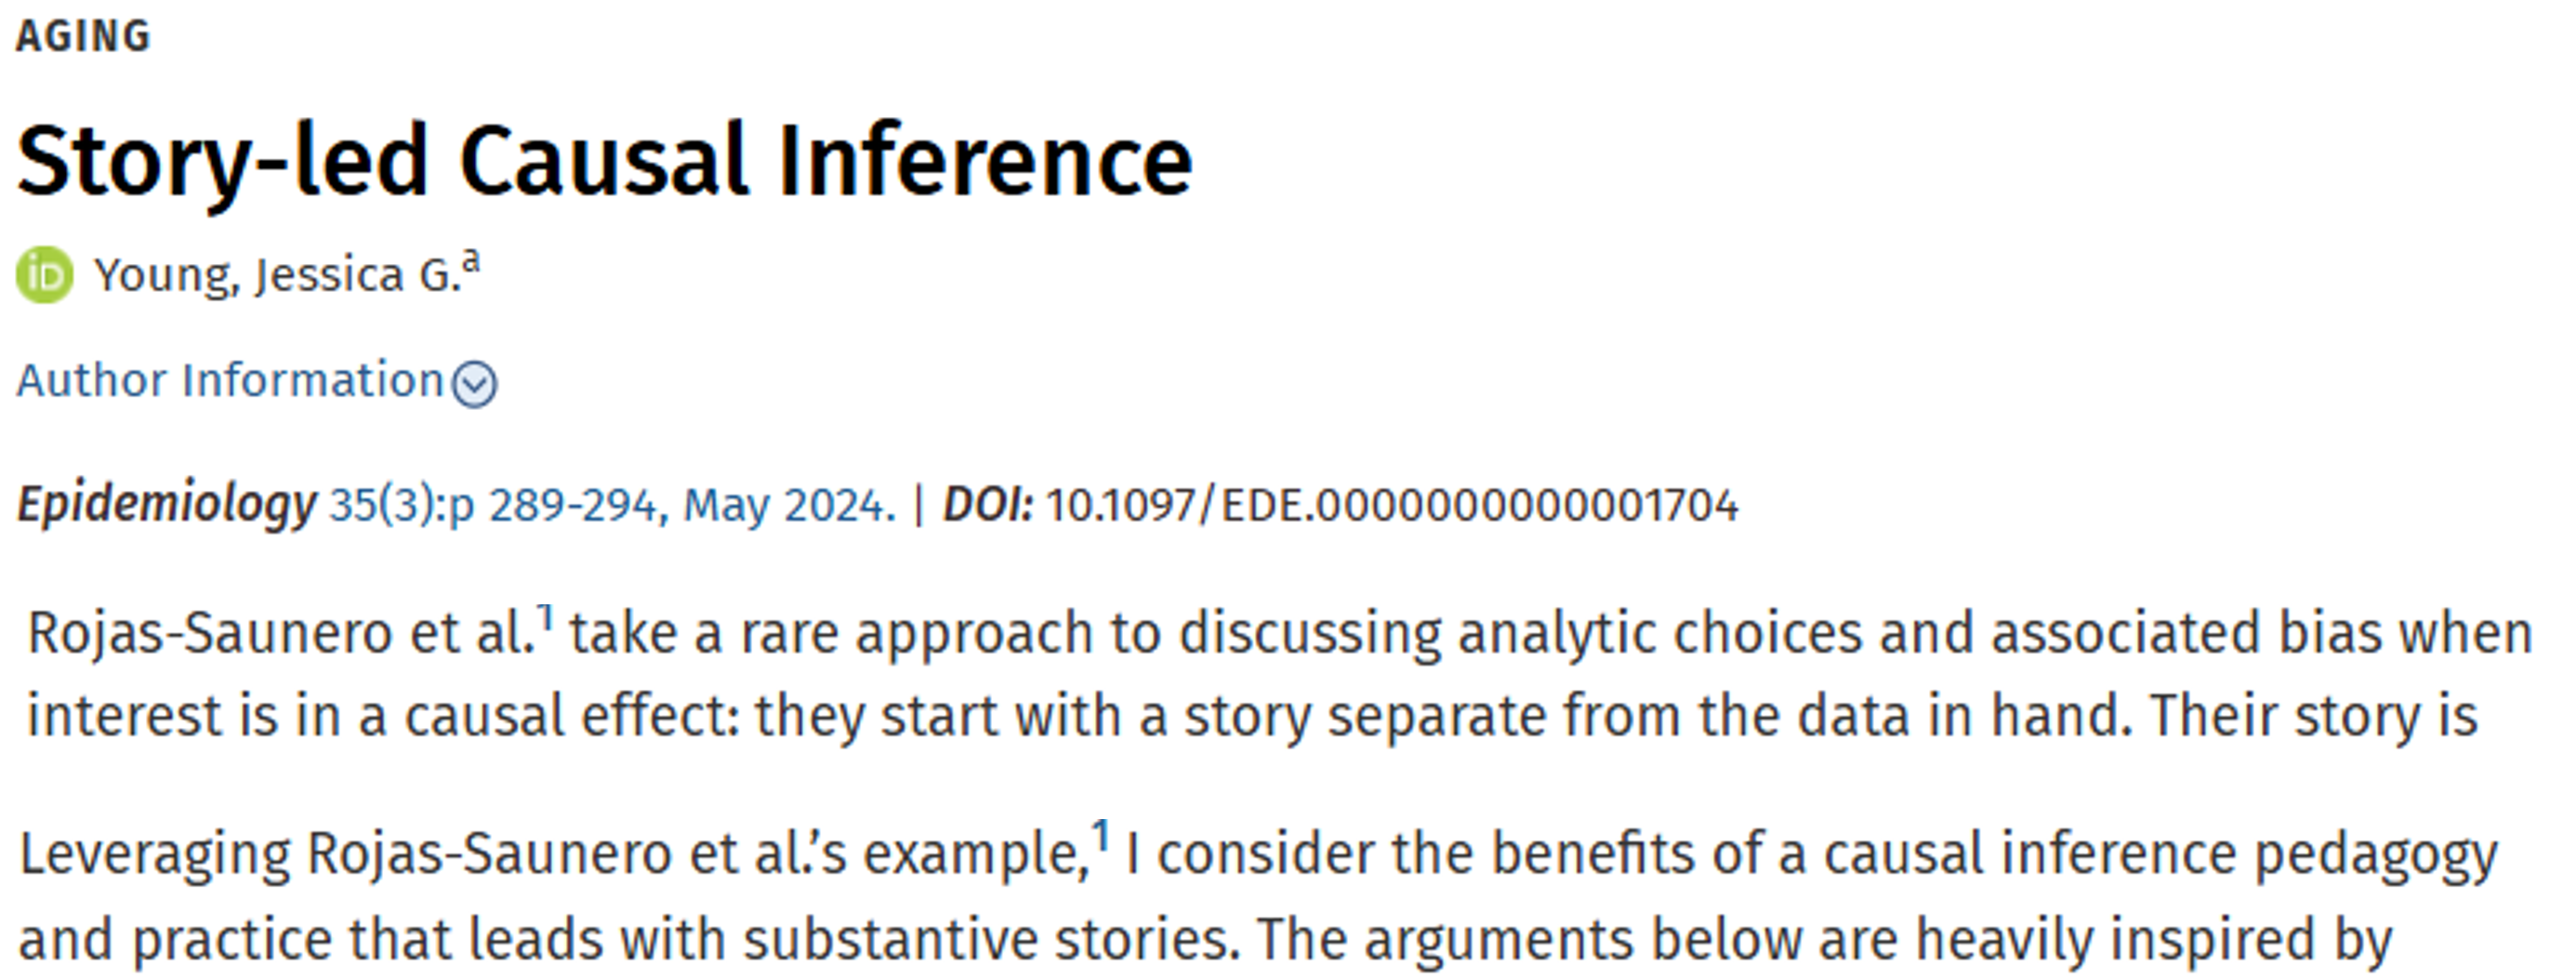 AGING
Story-led Causal Inference
iD Young, Jessica G.a
Author Information
Epidemiology 35(3):p 289-294, May 2024. | DOI: 10.1097/EDE.0000000000001704
Rojas-Saunero et al.1 take a rare approach to discussing analytic choices and associated bias when
interest is in a causal effect: they start with a story separate from the data in hand. Their story is
Leveraging Rojas-Saunero et al.’s example,1 I consider the benefits of a causal inference pedagogy
and practice that leads with substantive stories. The arguments below are heavily inspired by